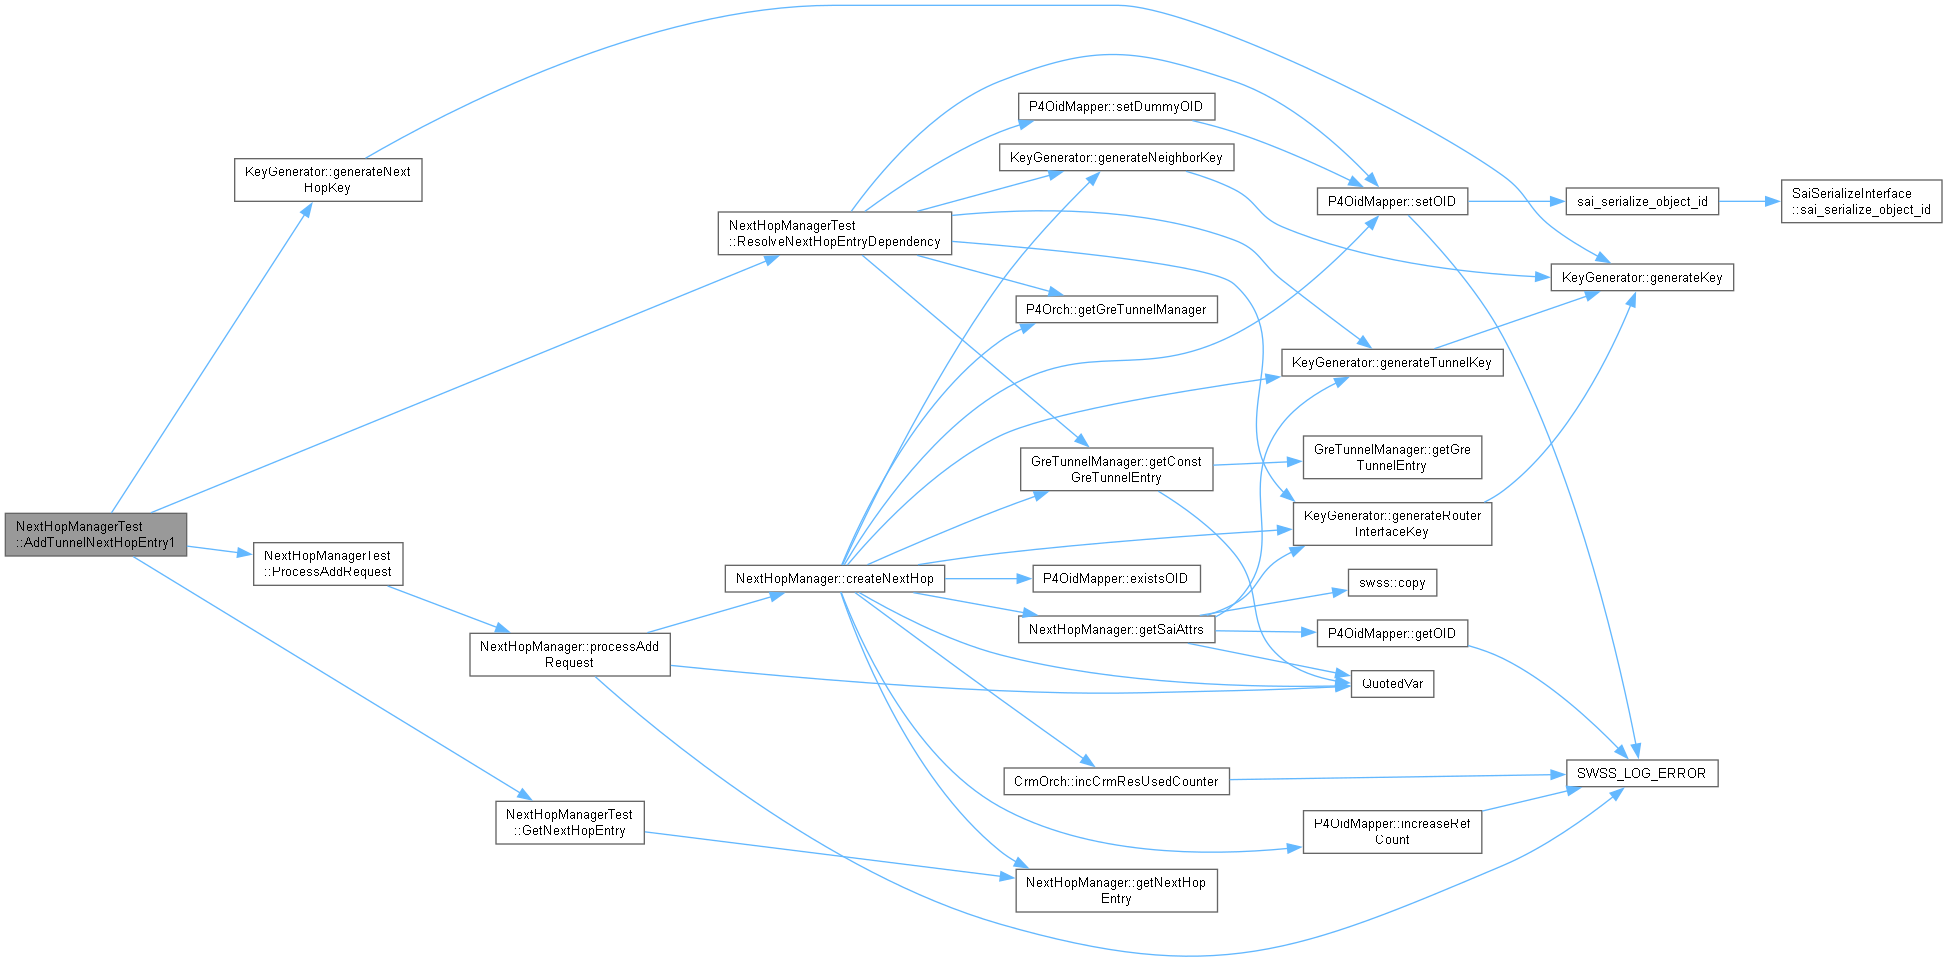 NextHopManagerTest
::AddTunnelNextHopEntry1
KeyGenerator::generateNext
HopKey
NextHopManagerTest
::ProcessAddRequest
NextHopManager::processAdd
Request
NextHopManagerTest
::GetNextHopEntry
NextHopManagerTest
::ResolveNextHopEntryDependency
NextHopManager::createNextHop
P4OidMapper::setDummyOID
KeyGenerator::generateNeighborKey
P4Orch::getGreTunnelManager
GreTunnelManager::getConst
GreTunnelEntry
P4OidMapper::existsOID
NextHopManager::getSaiAttrs
CrmOrch::incCrmResUsedCounter
NextHopManager::getNextHop
Entry
P4OidMapper::setOID
KeyGenerator::generateTunnelKey
GreTunnelManager::getGre
TunnelEntry
KeyGenerator::generateRouter
InterfaceKey
swss::copy
P4OidMapper::getOID
QuotedVar
P4OidMapper::increaseRef
Count
sai_serialize_object_id
KeyGenerator::generateKey
SWSS_LOG_ERROR
SaiSerializeInterface
::sai_serialize_object_id